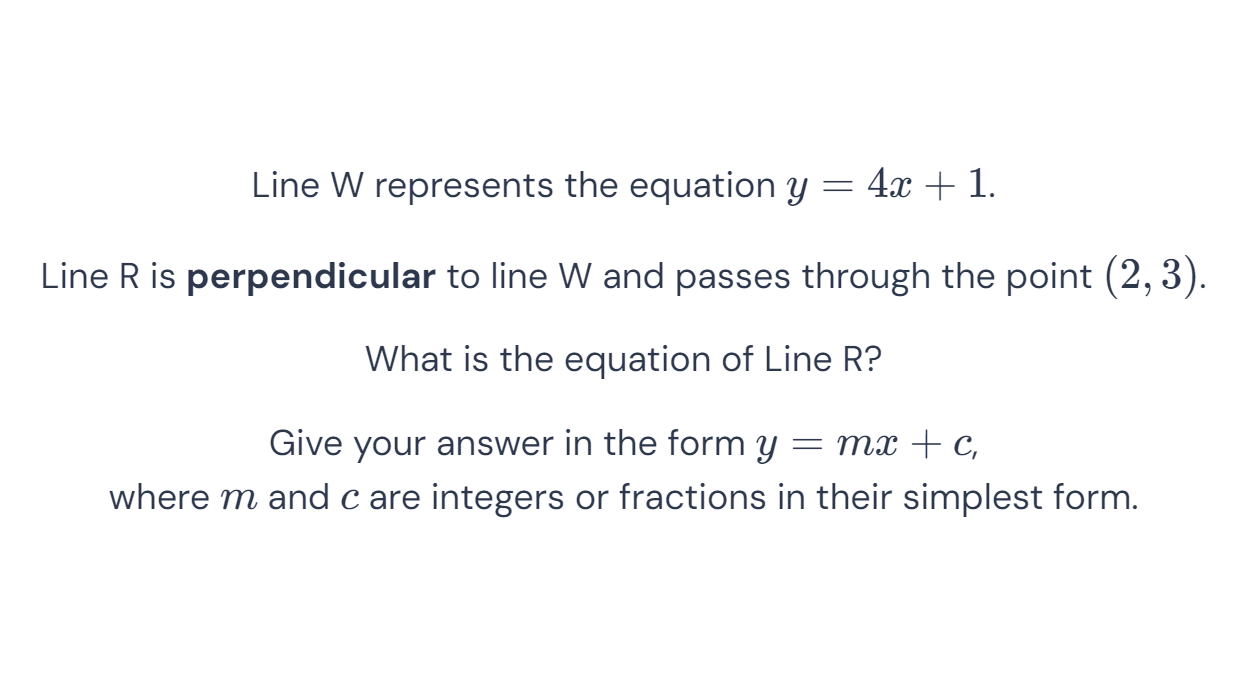 Line W represents the equation y = 4x + 1.
Line R is perpendicular to line W and passes through the point (2, 3).
What is the equation of Line R?
Give your answer in the form y = mx + c,
where m and c are integers or fractions in their simplest form.